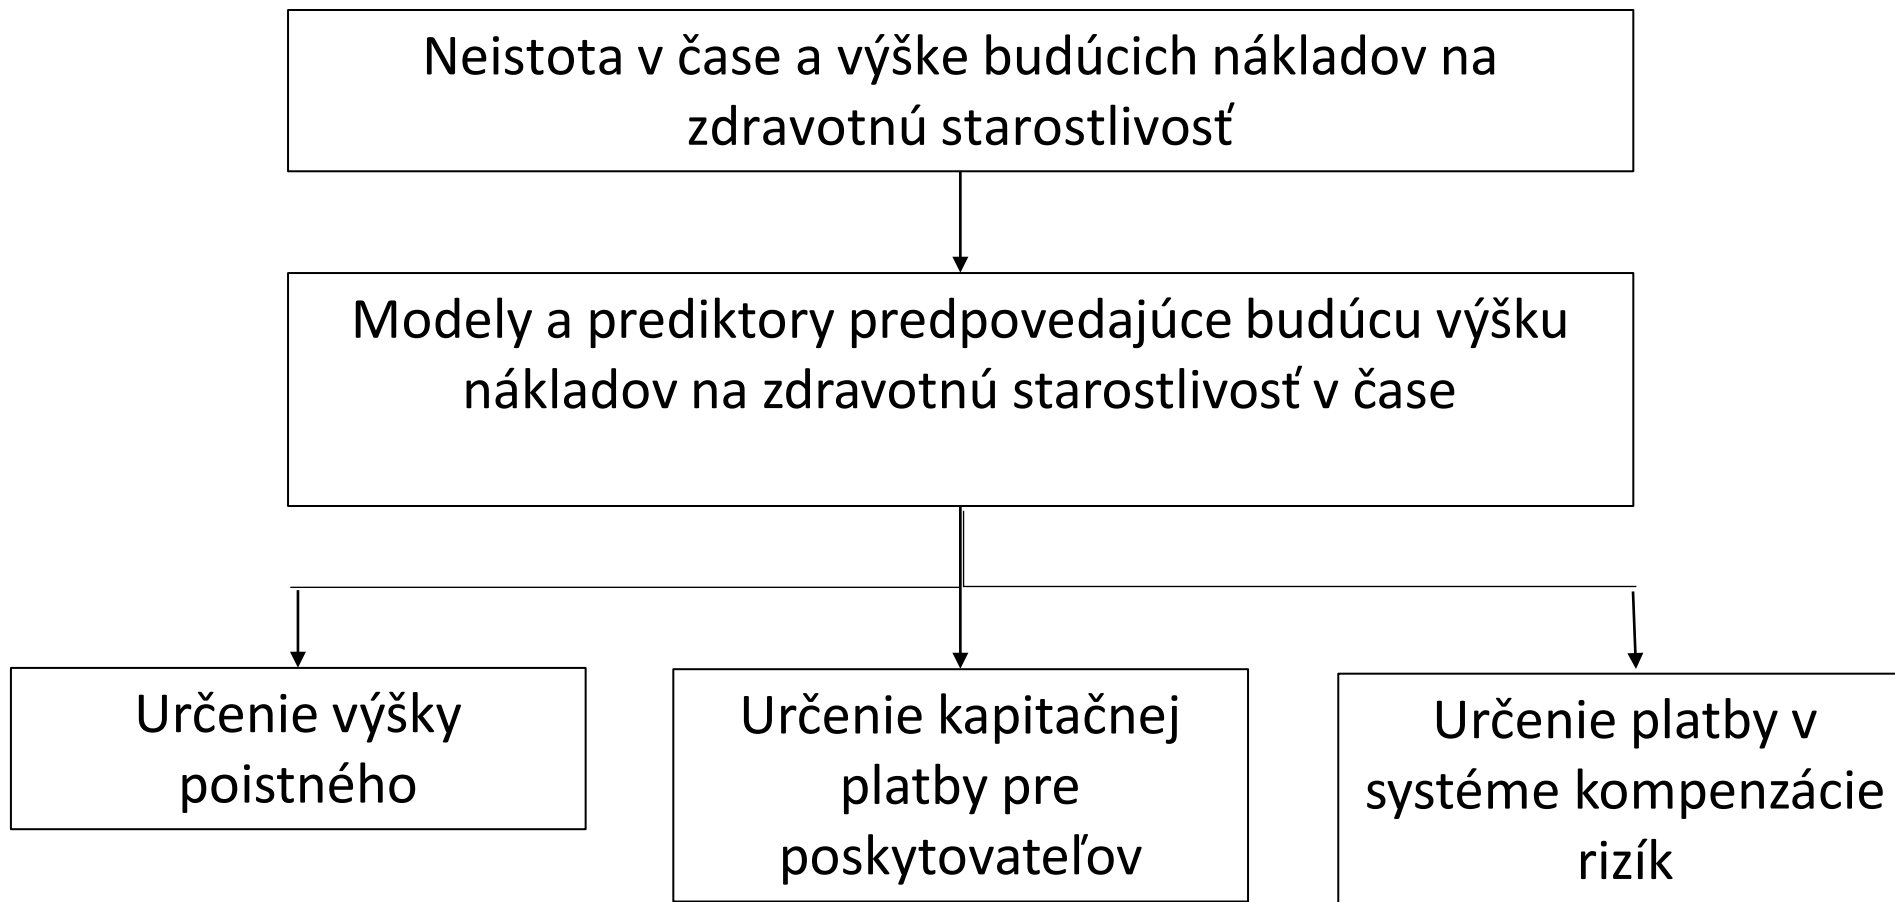 Neistota v čase a výške budúcich nákladov na
zdravotnú starostlivosť
Modely a prediktory predpovedajúce budúcu výšku
nákladov na zdravotnú starostlivosť v čase
Určenie výšky
poistného
Určenie kapitačnej
platby pre
poskytovateľov
Určenie platby v
systéme kompenzácie
rizík